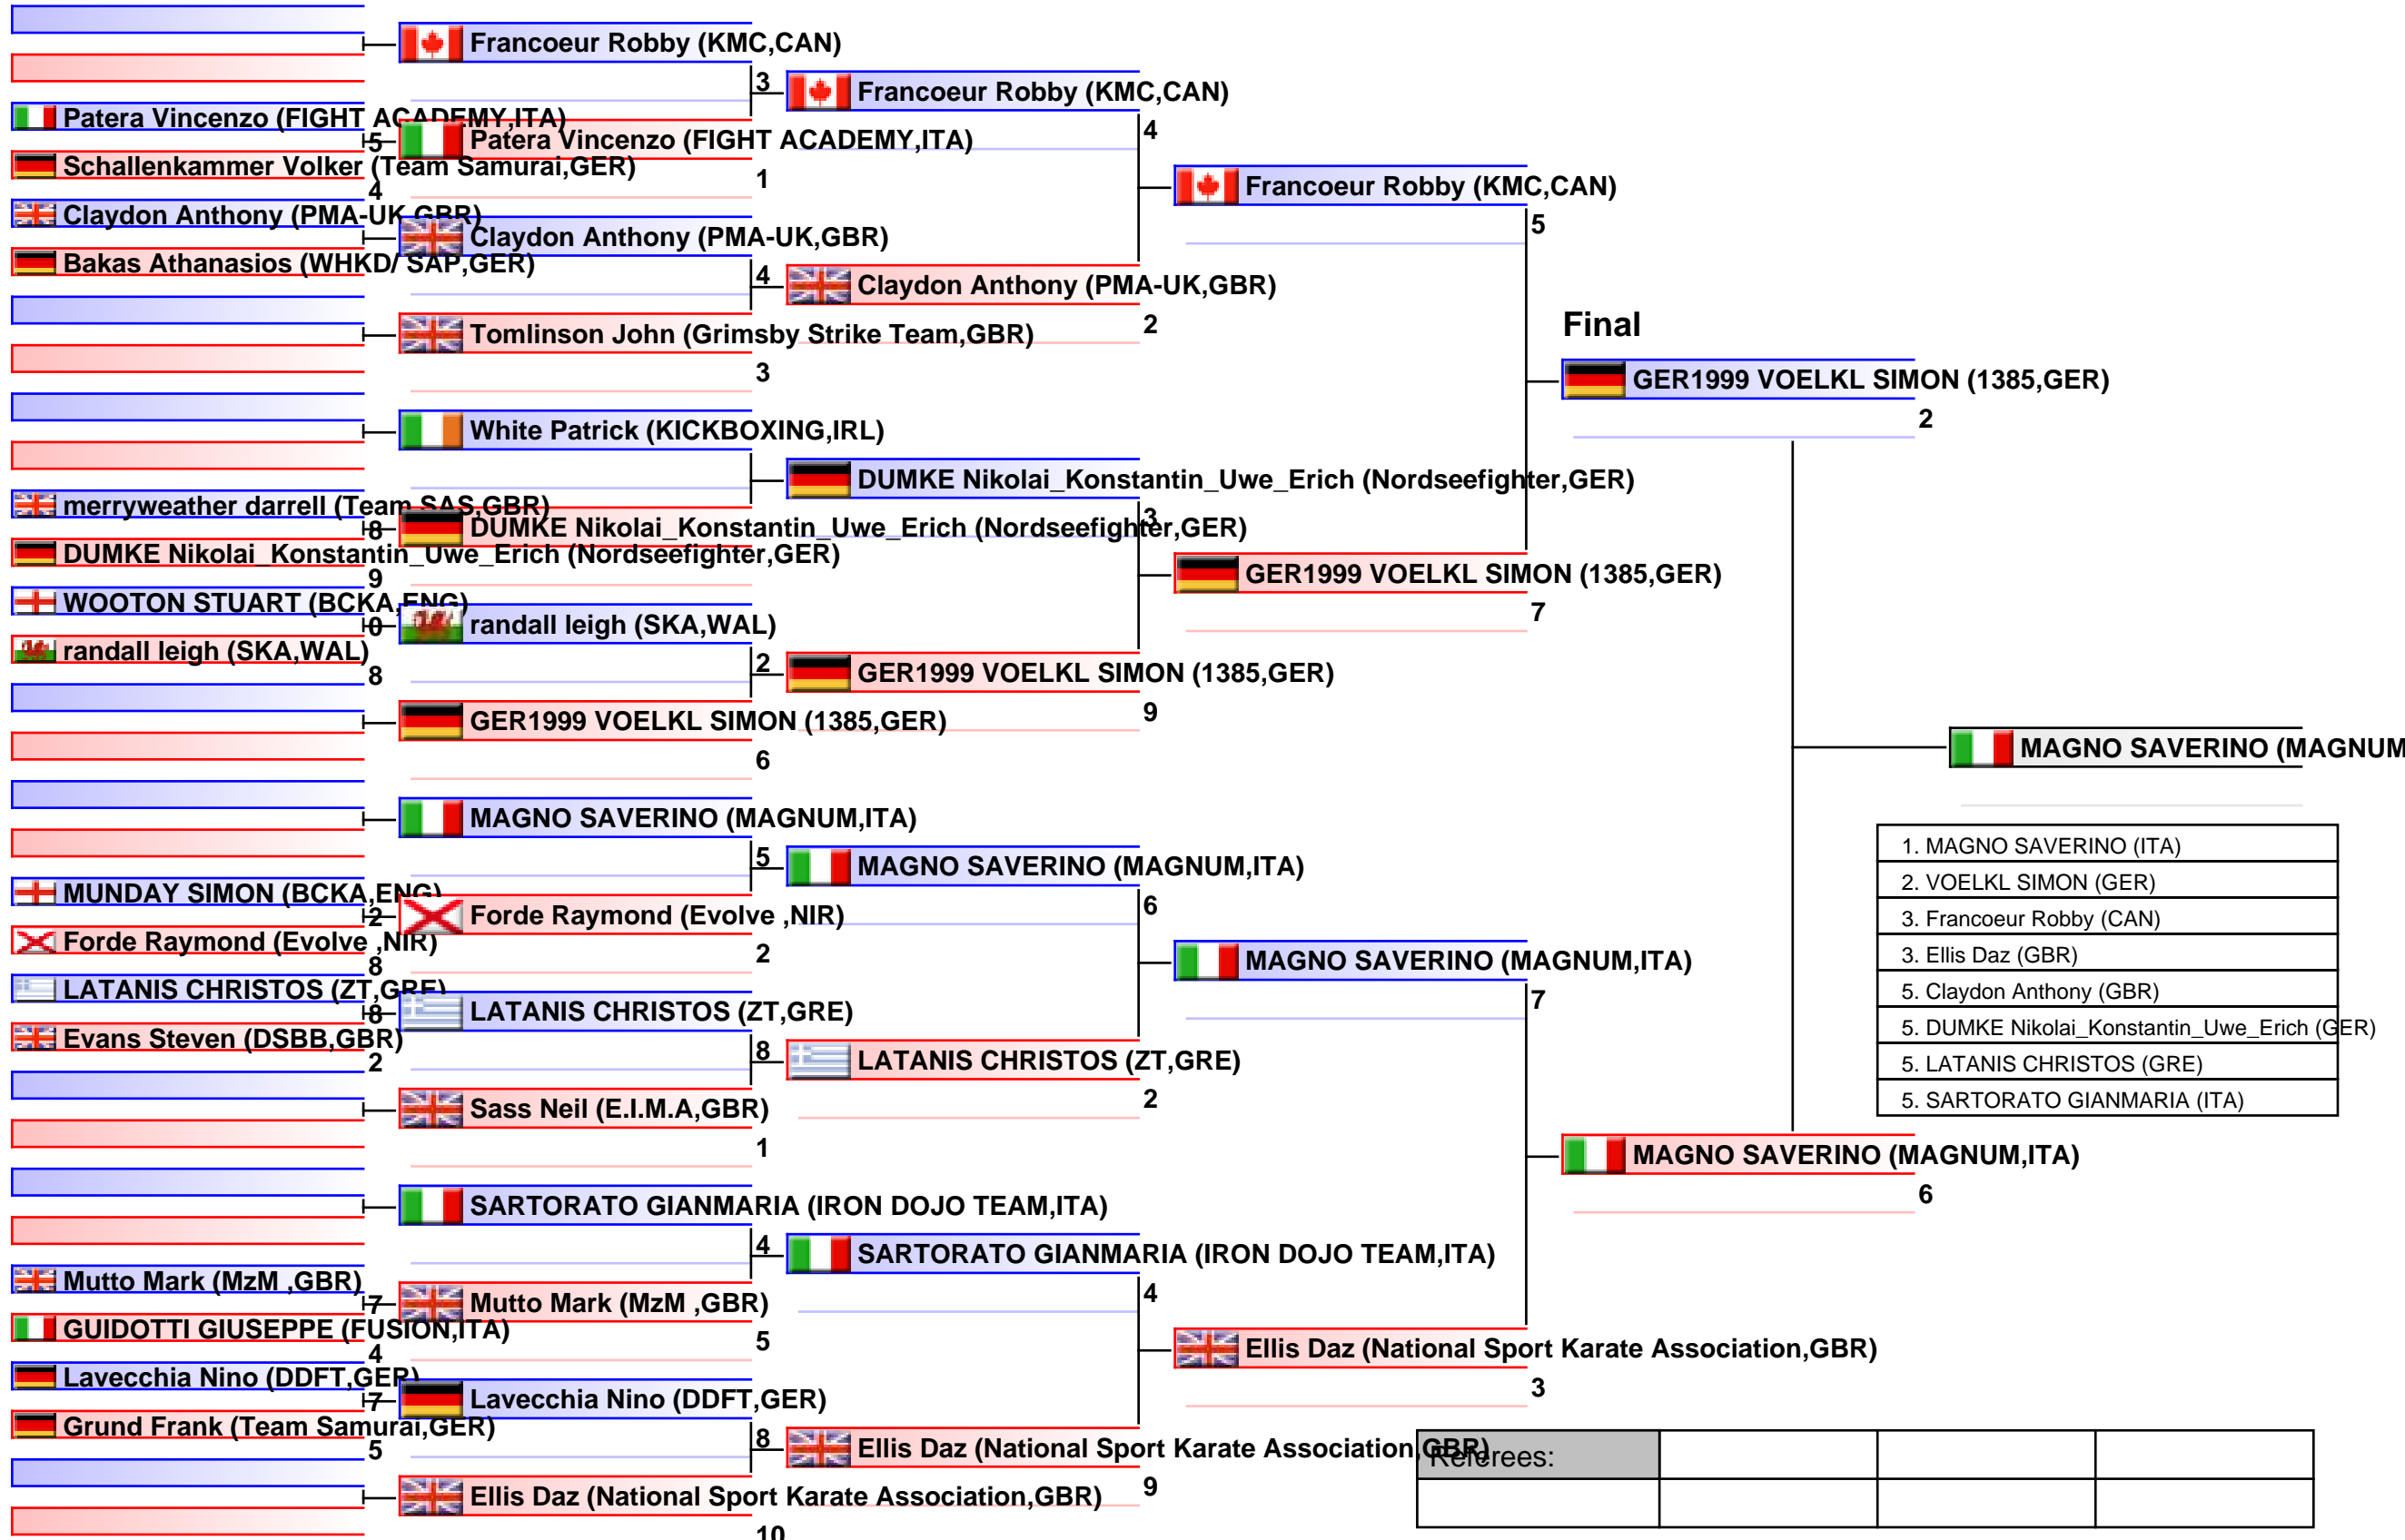 Patera Vincenzo (FIGHT ACADEMY,ITA)
5
Schallenkammer Volker (Team Samurai,GER)
4
Claydon Anthony (PMA-UK,GBR)
Bakas Athanasios (WHKD/ SAP,GER)
merryweather darrell (Team SAS,GBR)
8
DUMKE Nikolai_Konstantin_Uwe_Erich (Nordseefighter,GER)
9
WOOTON STUART (BCKA,ENG)
0
randall leigh (SKA,WAL)
8
MUNDAY SIMON (BCKA,ENG)
2
Forde Raymond (Evolve ,NIR)
8
LATANIS CHRISTOS (ZT,GRE)
8
Evans Steven (DSBB,GBR)
2
Mutto Mark (MzM ,GBR)
7
GUIDOTTI GIUSEPPE (FUSION,ITA)
4
Lavecchia Nino (DDFT,GER)
7
Grund Frank (Team Samurai,GER)
5
Francoeur Robby (KMC,CAN)
3
Patera Vincenzo (FIGHT ACADEMY,ITA)
1
Claydon Anthony (PMA-UK,GBR)
4
Tomlinson John (Grimsby Strike Team,GBR)
3
White Patrick (KICKBOXING,IRL)
DUMKE Nikolai_Konstantin_Uwe_Erich (Nordseefighter,GER)
randall leigh (SKA,WAL)
2
GER1999 VOELKL SIMON (1385,GER)
6
MAGNO SAVERINO (MAGNUM,ITA)
5
Forde Raymond (Evolve ,NIR)
2
LATANIS CHRISTOS (ZT,GRE)
8
Sass Neil (E.I.M.A,GBR)
1
SARTORATO GIANMARIA (IRON DOJO TEAM,ITA)
4
Mutto Mark (MzM ,GBR)
5
Lavecchia Nino (DDFT,GER)
8
Ellis Daz (National Sport Karate Association,GBR)
10
Francoeur Robby (KMC,CAN)
4
Claydon Anthony (PMA-UK,GBR)
2
DUMKE Nikolai_Konstantin_Uwe_Erich (Nordseefighter,GER)
3
GER1999 VOELKL SIMON (1385,GER)
9
MAGNO SAVERINO (MAGNUM,ITA)
6
LATANIS CHRISTOS (ZT,GRE)
2
SARTORATO GIANMARIA (IRON DOJO TEAM,ITA)
4
Ellis Daz (National Sport Karate Association,GBR)
9
Francoeur Robby (KMC,CAN)
5
GER1999 VOELKL SIMON (1385,GER)
7
MAGNO SAVERINO (MAGNUM,ITA)
7
Ellis Daz (National Sport Karate Association,GBR)
3
Final
GER1999 VOELKL SIMON (1385,GER)
2
MAGNO SAVERINO (MAGNUM,ITA)
6
MAGNO SAVERINO (MAGNUM
1. MAGNO SAVERINO (ITA)
2. VOELKL SIMON (GER)
3. Francoeur Robby (CAN)
3. Ellis Daz (GBR)
5. Claydon Anthony (GBR)
5. DUMKE Nikolai_Konstantin_Uwe_Erich (GER)
5. LATANIS CHRISTOS (GRE)
5. SARTORATO GIANMARIA (ITA)
Referees: